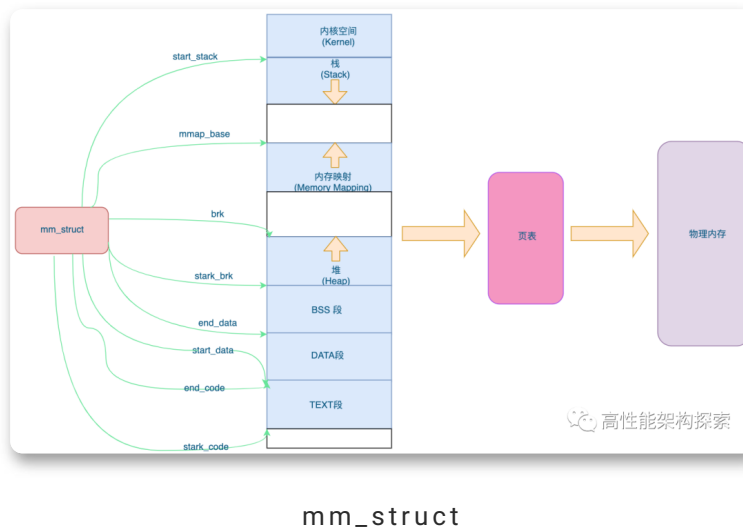 内核空间
(Kernel)
start_stack
栈
(Stack)
mmap_base
内存映射
(Memory Mapping)
brk
mm_struct
页表
物理内存
stark_brk
堆
(Heap)
BSS 段
end_data
start_data
DATA段
end_code
TEXT段
高性能架构探索
stark_code
mm_struct